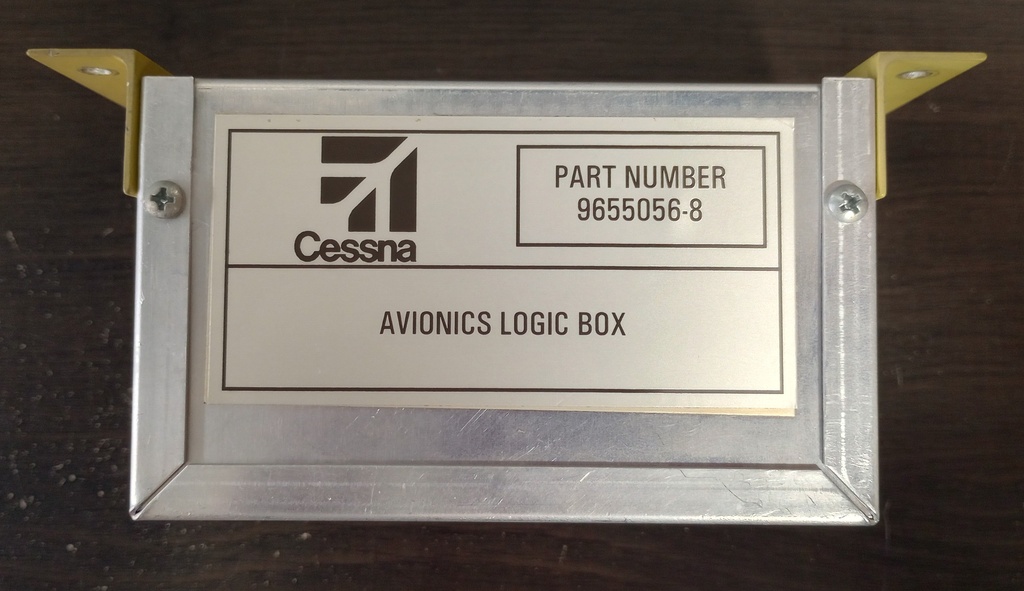 Cessna
PART NUMBER
9655056-8
AVIONICS LOGIC BOX